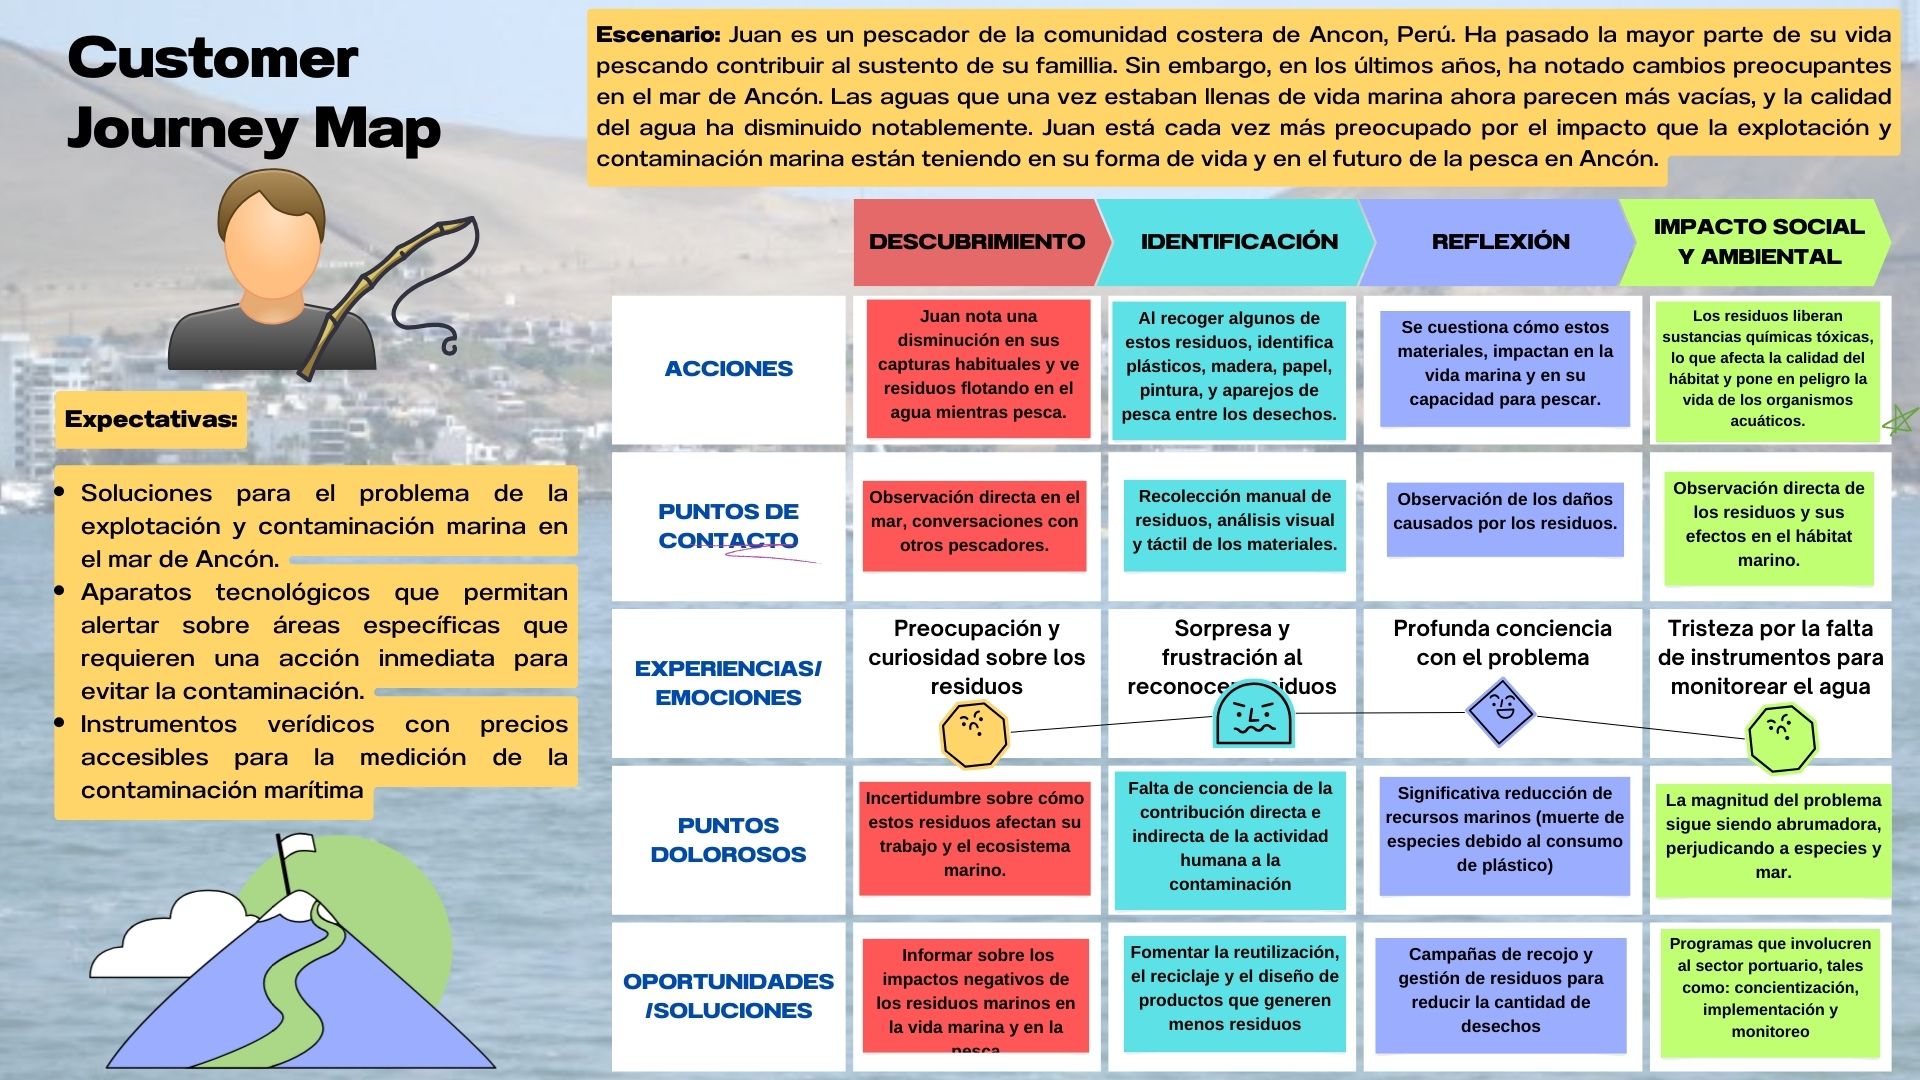 Customer
Journey Map
Escenario: Juan es un pescador de la comunidad costera de Ancon, Perú. Ha pasado la mayor parte de su vida
pescando contribuir al sustento de su famillia. Sin embargo, en los últimos años, ha notado cambios preocupantes
en el mar de Ancón. Las aguas que una vez estaban llenas de vida marina ahora parecen más vacías, y la calidad
del agua ha disminuido notablemente. Juan está cada vez más preocupado por el impacto que la explotación y
contaminación marina están teniendo en su forma de vida y en el futuro de la pesca en Ancón.
Expectativas:
• Soluciones para el problema de la
explotación y contaminación marina en
el mar de Ancón.
• Aparatos tecnológicos que permitan
alertar sobre áreas específicas que
requieren una acción inmediata para
evitar la contaminación.
• Instrumentos verídicos con precios
accesibles para la medición de la
contaminación marítima
DESCUBRIMIENTO
IDENTIFICACIÓN
REFLEXIÓN
IMPACTO SOCIAL
Y AMBIENTAL
ACCIONES
Juan nota una
disminución en sus
capturas habituales y ve
residuos flotando en el
agua mientras pesca.
Al recoger algunos de
estos residuos, identifica
plásticos, madera, papel,
pintura, y aparejos de
pesca entre los desechos.
Se cuestiona cómo estos
materiales, impactan en la
vida marina y en su
capacidad para pescar.
Los residuos liberan
sustancias químicas tóxicas,
lo que afecta la calidad del
hábitat y pone en peligro la
vida de los organismos
acuáticos.
PUNTOS DE
CONTACTO
Observación directa en el
mar, conversaciones con
otros pescadores.
Recolección manual de
residuos, análisis visual
y táctil de los materiales.
Observación de los daños
causados por los residuos.
Observación directa de
los residuos y sus
efectos en el hábitat
marino.
EXPERIENCIAS/
EMOCIONES
Preocupación y
curiosidad sobre los
residuos
Sorpresa y
frustración al
Profunda conciencia
con el problema
Tristeza por la falta
de instrumentos para
monitorear el agua
PUNTOS
DOLOROSOS
Incertidumbre sobre cómo
estos residuos afectan su
trabajo y el ecosistema
marino.
Falta de conciencia de la
contribución directa e
indirecta de la actividad
humana a la
contaminación
Significativa reducción de
recursos marinos (muerte de
especies debido al consumo
de plástico)
La magnitud del problema
sigue siendo abrumadora,
perjudicando a especies y
mar.
OPORTUNIDADES
/SOLUCIONES
Informar sobre los
impactos negativos de
los residuos marinos en
la vida marina y en la
pesca
Fomentar la reutilización,
el reciclaje y el diseño de
productos que generen
menos residuos
Campañas de recojo y
gestión de residuos para
reducir la cantidad de
desechos
Programas que involucren
al sector portuario, tales
como: concientización,
implementación y
monitoreo